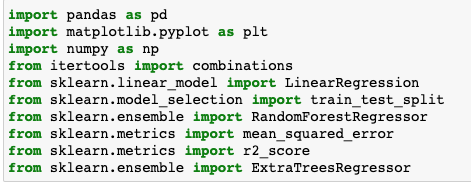 import pandas as pd
import matplotlib.pyplot as plt
import numpy as np
from itertools import combinations
from sklearn.linear_model import LinearRegression
from sklearn.model_selection import train_test_split
from sklearn.ensemble import RandomForestRegressor
from sklearn.metrics import mean_squared_error
from sklearn.metrics import r2_score
from sklearn.ensemble import ExtraTreesRegressor